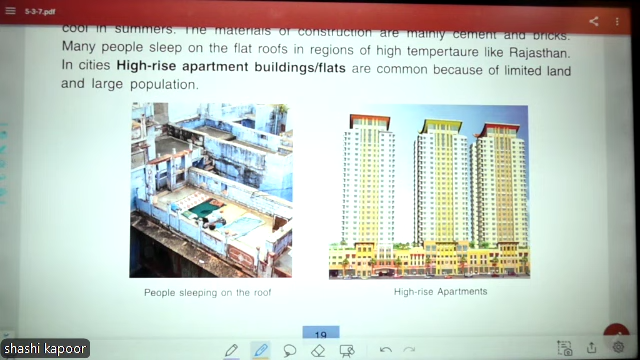 5-3-7.pdf
cool in summers. The materials of construction are mainly cement and bricks.
Many people sleep on the flat roofs in regions of high tempertaure like Rajasthan.
In cities High-rise apartment buildings/flats are common because of limited land
and large population.
People sleeping on the roof
High-rise Apartments
19
shashi kapoor